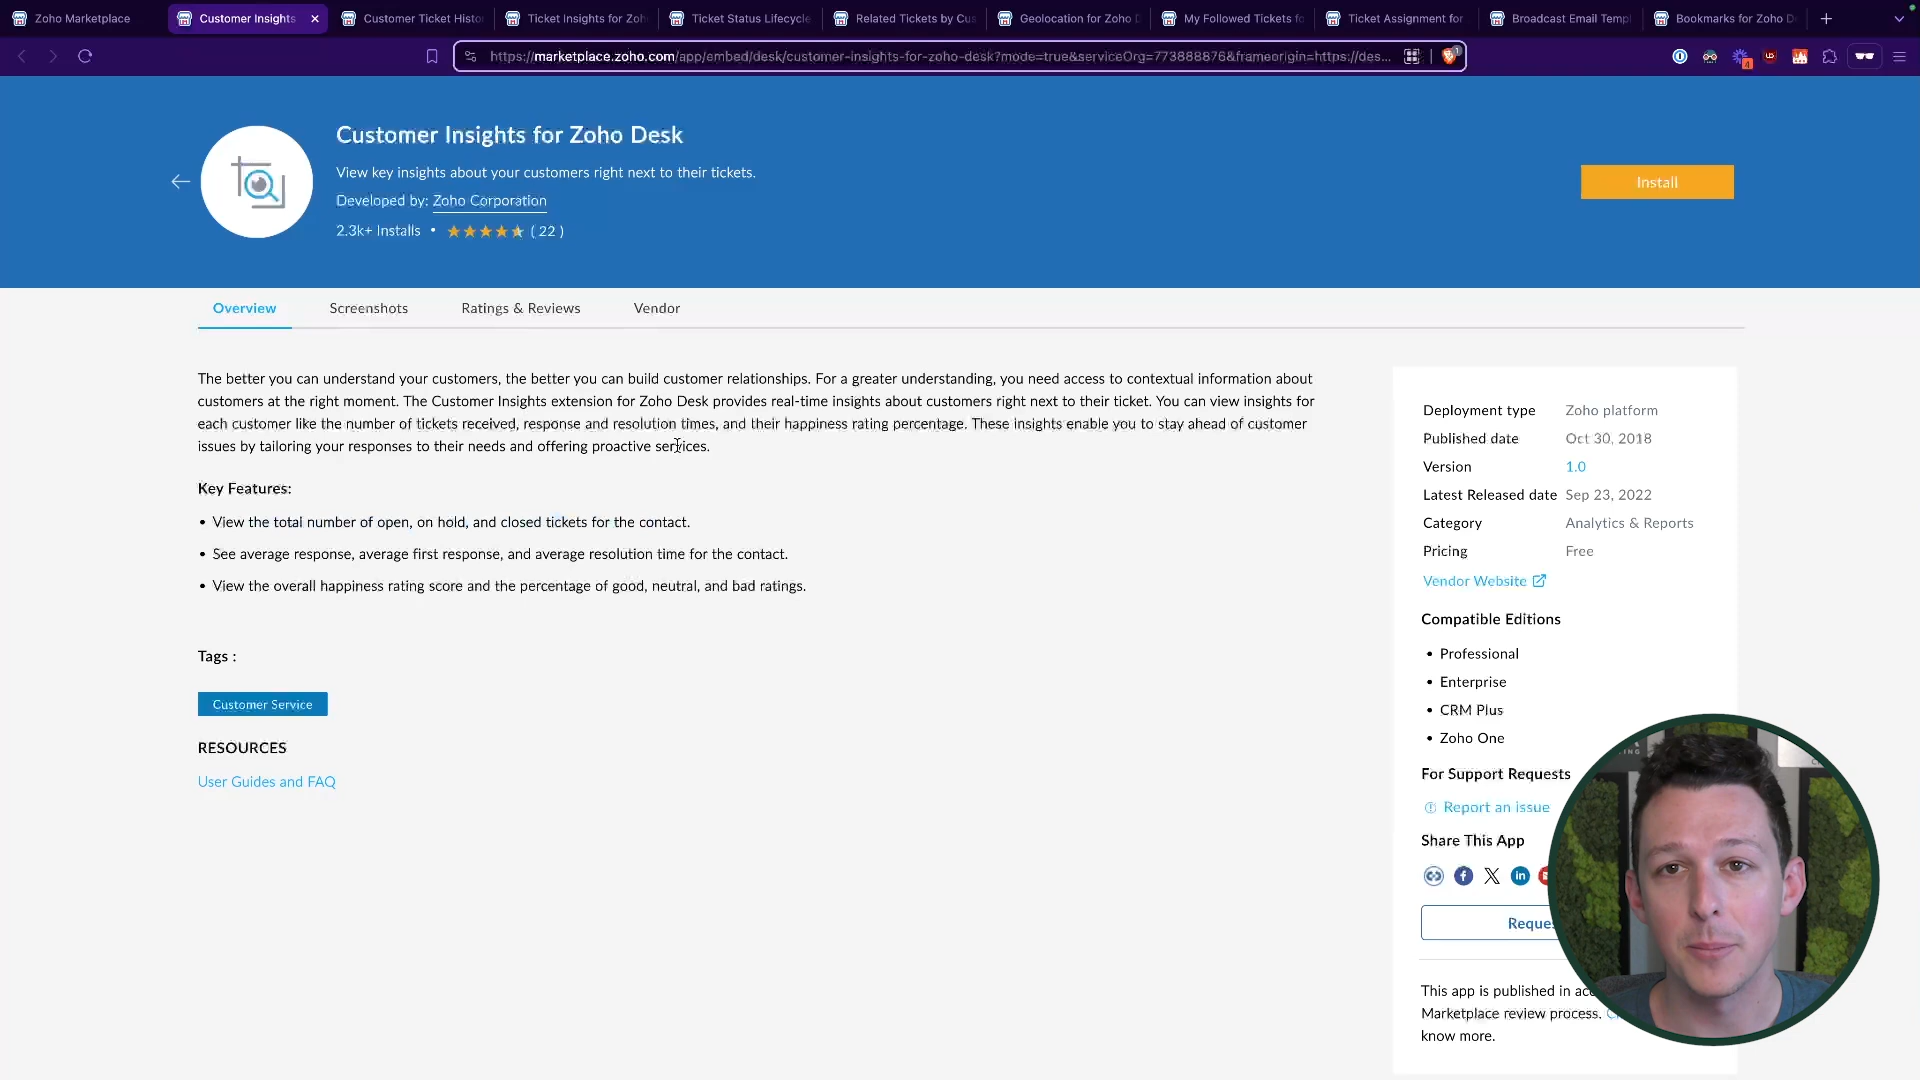 Zoho Marketplace
Customer Insights
Customer Ticket Histo
Ticket Insights for Zoh
Ticket Status Lifecycle
Related Tickets by Cus
Geolocation for Zoho D
My Followed Tickets fo
Ticket Assignment for
Broadcast Email Templ
Bookmarks for Zoho D
https://marketplace.zoho.com/app/embed/desk/customer-insights-for-zoho-desk?mode=true&serviceOrg=773888876&frameorigin=https://des...
1
4
Customer Insights for Zoho Desk
View key insights about your customers right next to their tickets.
Developed by: Zoho Corporation
2.3k+ Installs • ( 22 )
Install
Overview
Screenshots
Ratings & Reviews
Vendor
The better you can understand your customers, the better you can build customer relationships. For a greater understanding, you need access to contextual information about
customers at the right moment. The Customer Insights extension for Zoho Desk provides real-time insights about customers right next to their ticket. You can view insights for
each customer like the number of tickets received, response and resolution times, and their happiness rating percentage. These insights enable you to stay ahead of customer
issues by tailoring your responses to their needs and offering proactive services.
Key Features:
• View the total number of open, on hold, and closed tickets for the contact.
• See average response, average first response, and average resolution time for the contact.
• View the overall happiness rating score and the percentage of good, neutral, and bad ratings.
Tags :
Customer Service
RESOURCES
User Guides and FAQ
Deployment type Zoho platform
Published date Oct 30, 2018
Version 1.0
Latest Released date Sep 23, 2022
Category Analytics & Reports
Pricing Free
Vendor Website
Compatible Editions
• Professional
• Enterprise
• CRM Plus
• Zoho One
For Support Requests
Report an issue
Share This App
Reques
This app is published in acc
Marketplace review process.
know more.